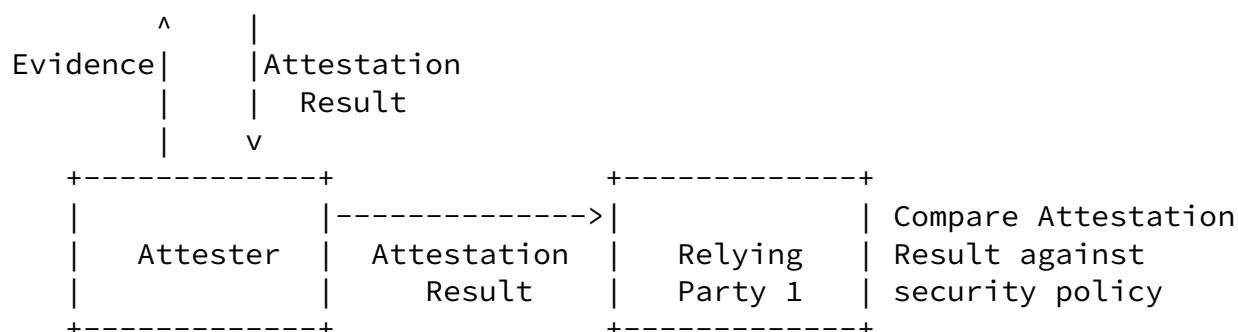 Evidence| |Attestation
Result
Attester Attestation Relying Compare Attestation
Result Party 1 Result against
security policy